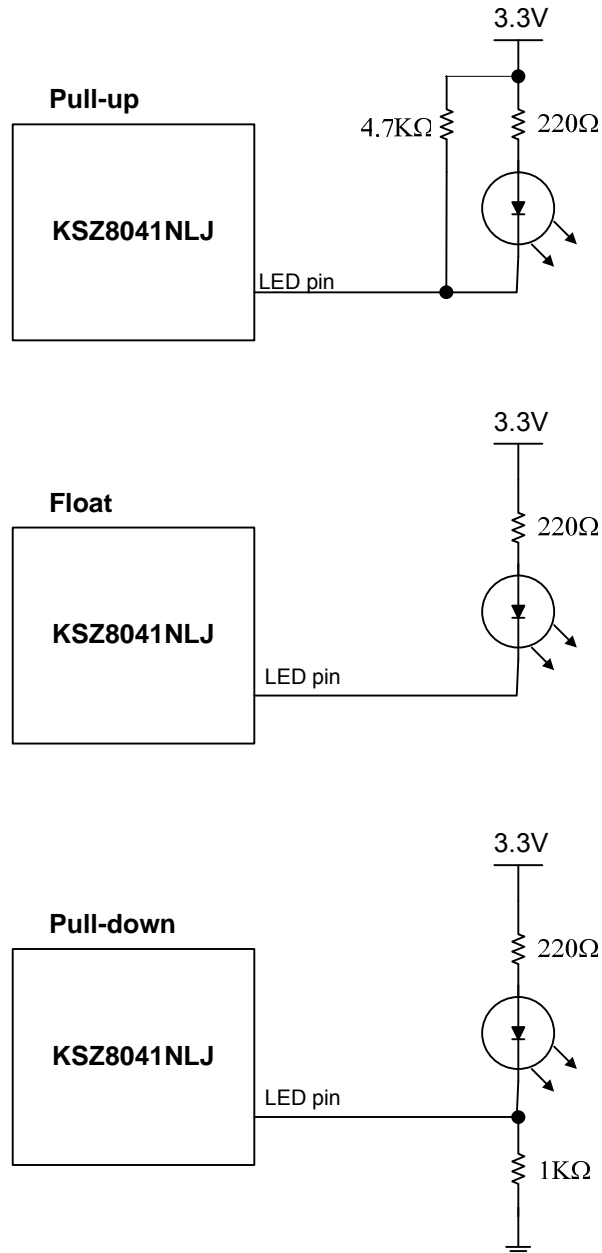 3.3V
Pull-up
4.7KΩ
220Ω
KSZ8041NLJ
LED pin
3.3V
Float
220Ω
KSZ8041NLJ
LED pin
3.3V
Pull-down
220Ω
KSZ8041NLJ
LED pin
1KΩ